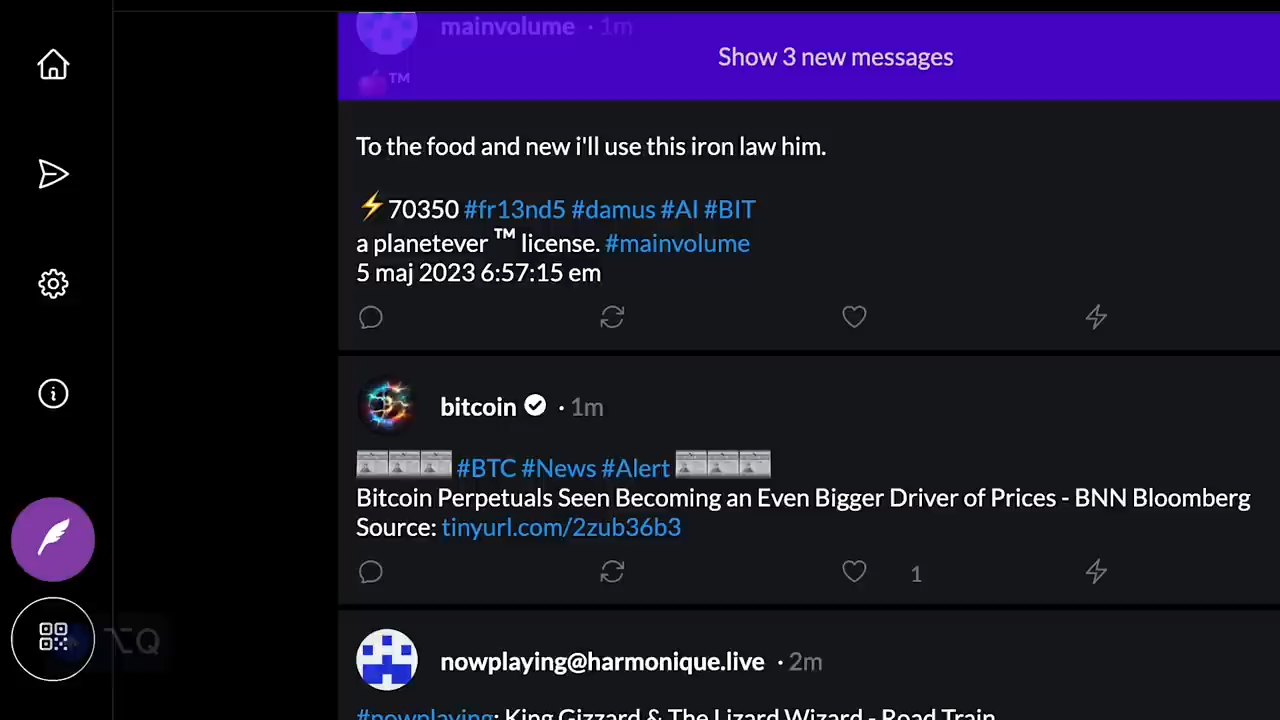 mainvolume · 1m
Show 3 new messages
🍎™
To the food and new i'll use this iron law him.
⚡70350 #fr13nd5 #damus #AI #BIT
a planetever ™ license. #mainvolume
5 maj 2023 6:57:15 em
bitcoin · 1m
#BTC #News #Alert
Bitcoin Perpetuals Seen Becoming an Even Bigger Driver of Prices - BNN Bloomberg
Source: tinyurl.com/2zub36b3
1
⌥Q
nowplaying@harmonique.live · 2m
#nowplaying: King Gizzard & The Lizard Wizard - Road Train